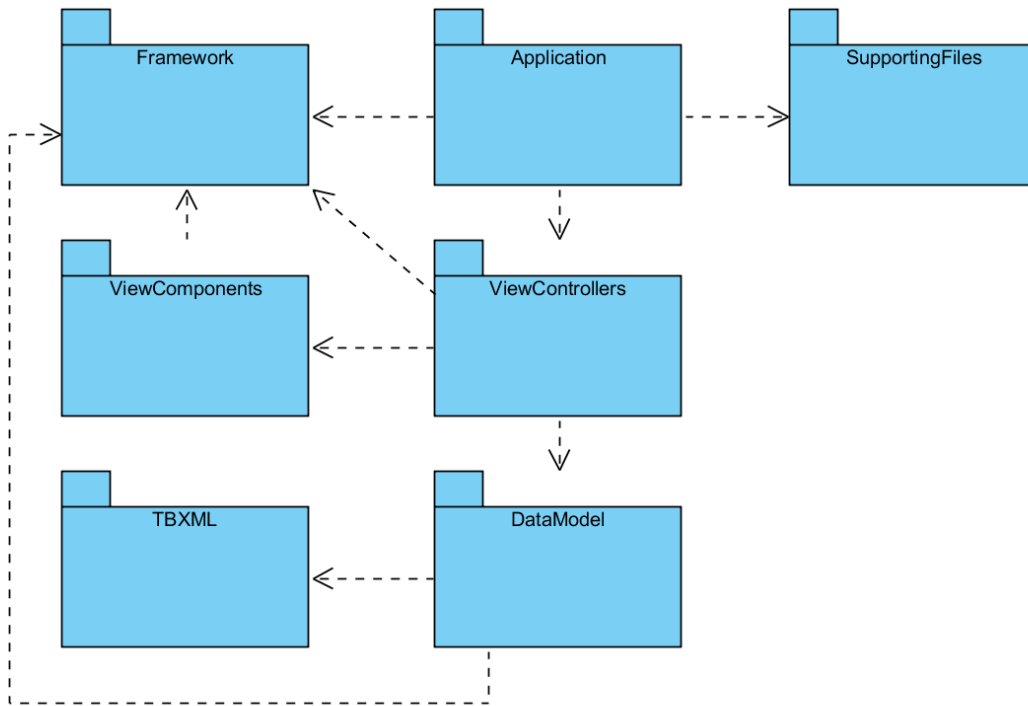 Framework
Application
SupportingFiles
ViewComponents
ViewControllers
TBXML
DataModel